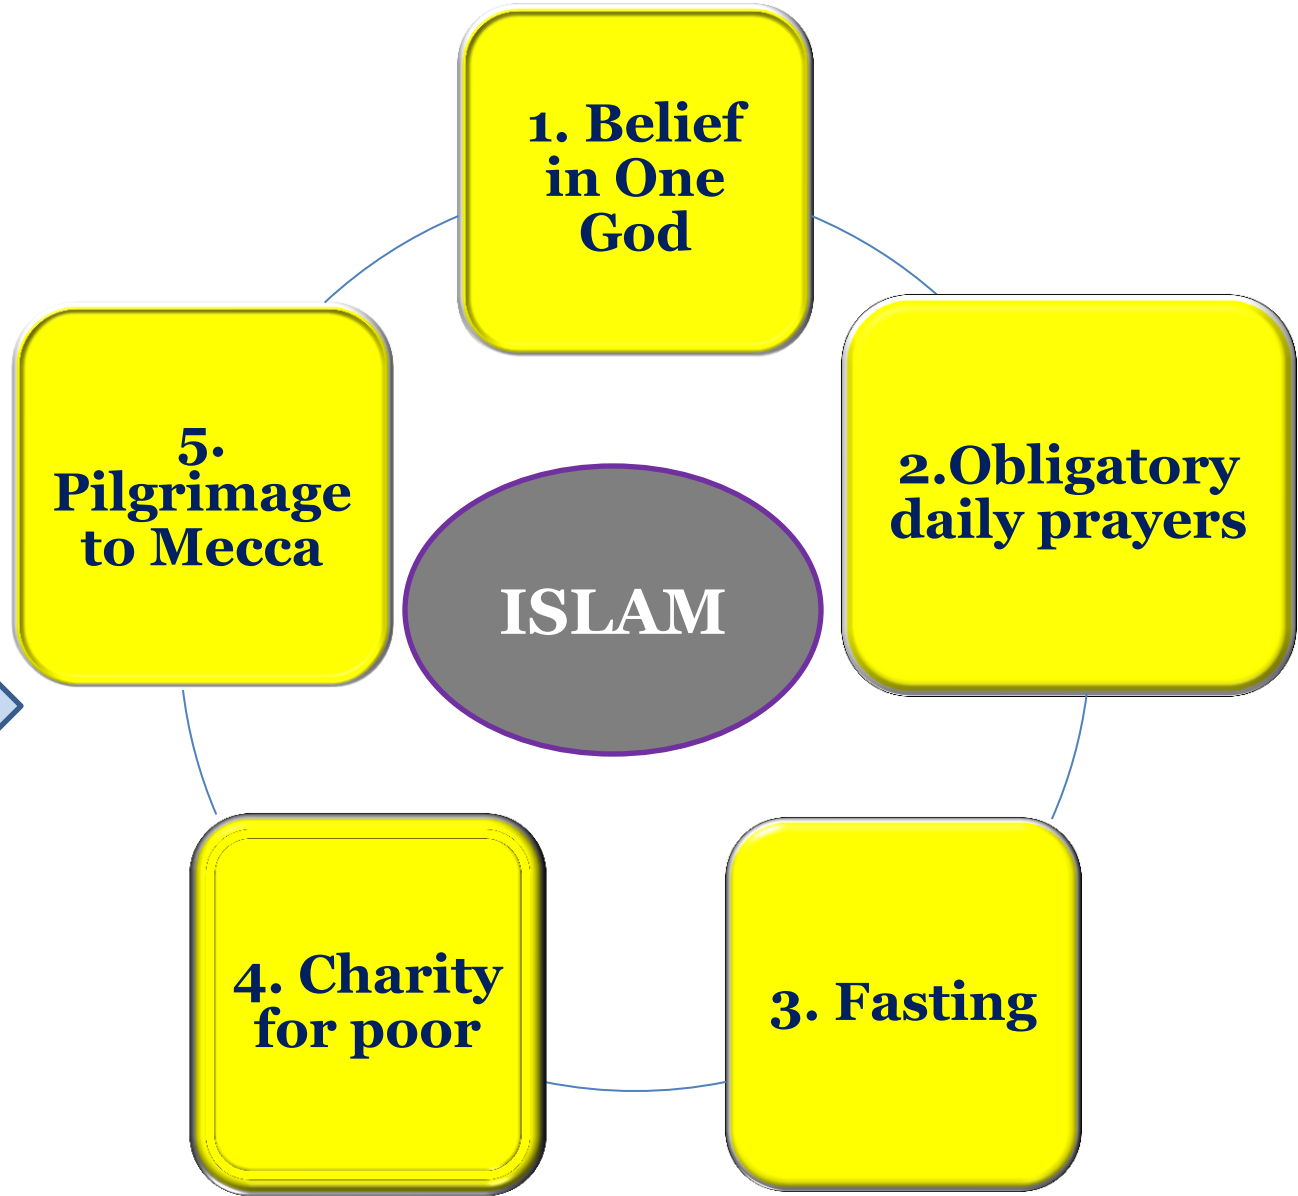 1. Belief
in One
God
2.Obligatory
daily prayers
3. Fasting
4. Charity
for poor
5.
Pilgrimage
to Mecca
ISLAM